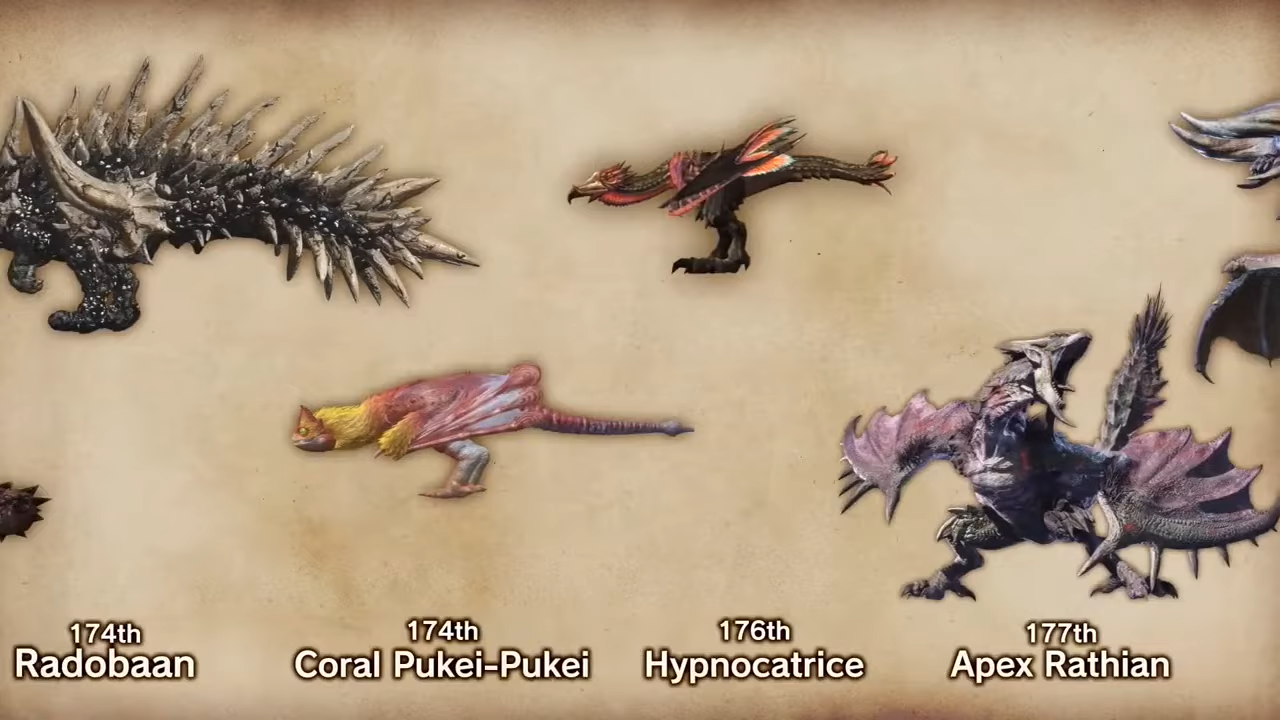 174th
Radobaan
174th
Coral Pukei-Pukei
176th
Hypnocatrice
177th
Apex Rathian